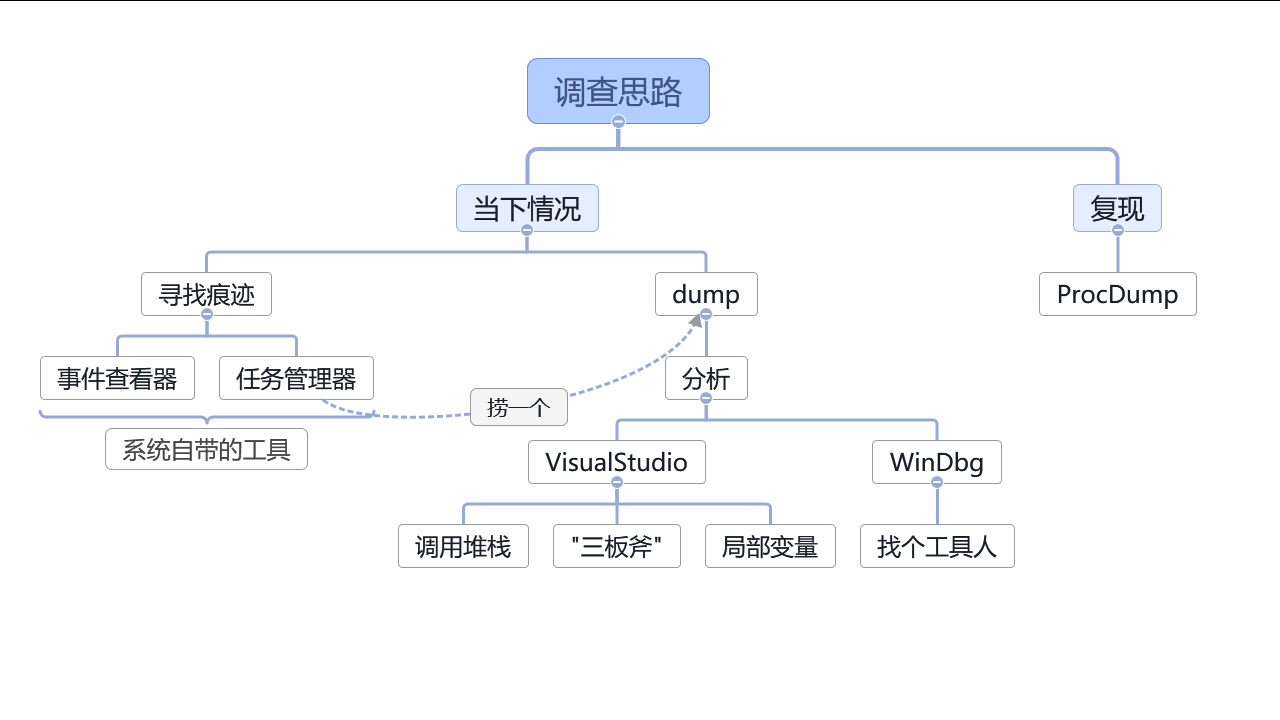 调查思路
当下情况
复现
寻找痕迹
dump
ProcDump
事件查看器
任务管理器
分析
捞一个
系统自带的工具
VisualStudio
WinDbg
调用堆栈
"三板斧"
局部变量
找个工具人